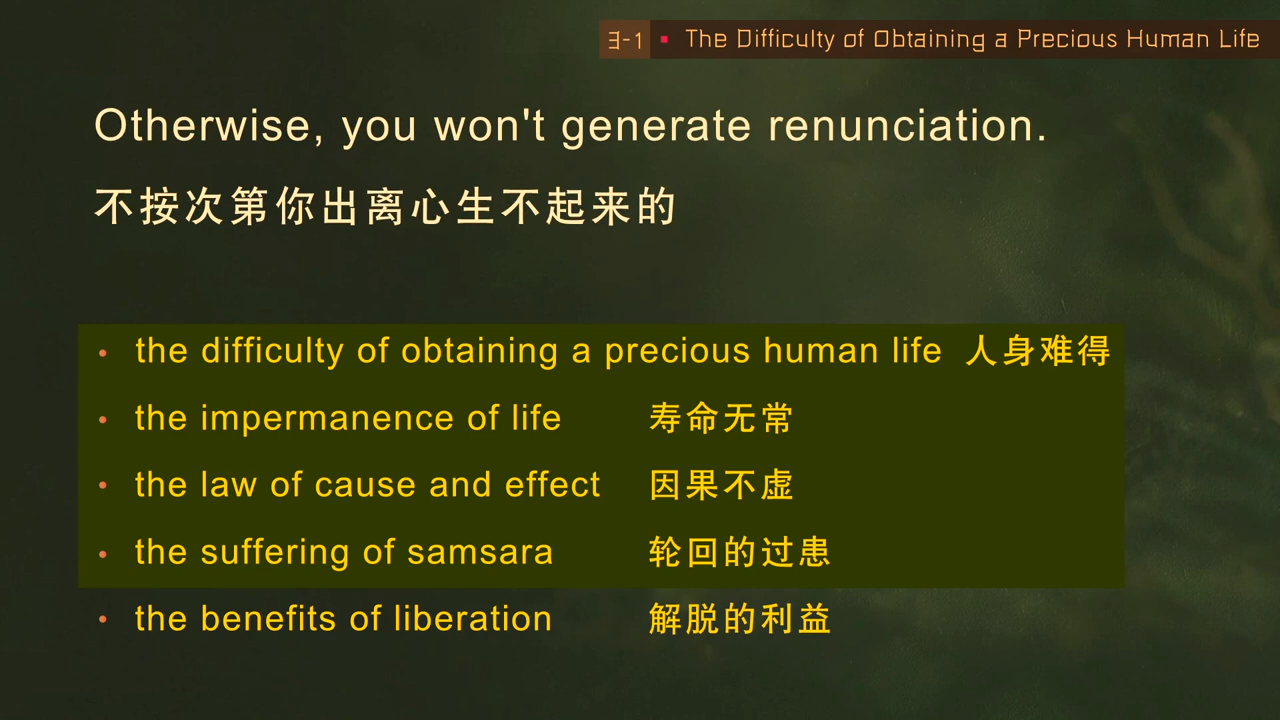 3-1 ▪ The Difficulty of Obtaining a Precious Human Life
Otherwise, you won't generate renunciation.
不按次第你出离心生不起来的
• the difficulty of obtaining a precious human life 人身难得
• the impermanence of life 寿命无常
• the law of cause and effect 因果不虚
• the suffering of samsara 轮回的过患
• the benefits of liberation 解脱的利益